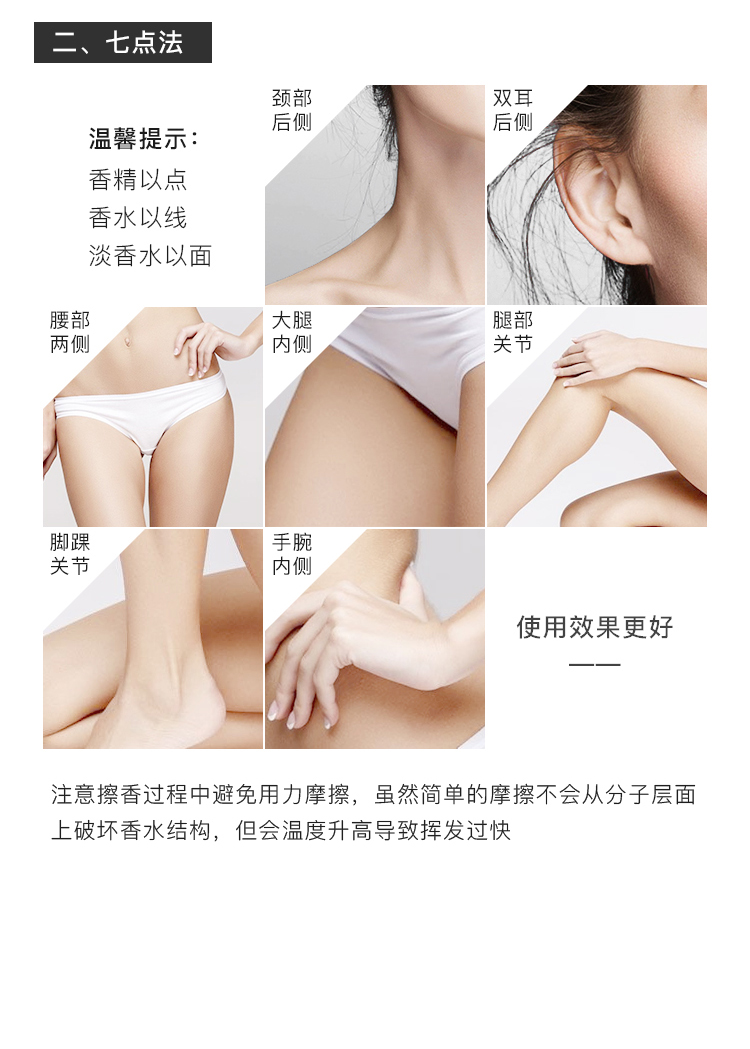 二、七点法
温馨提示：
香精以点
香水以线
淡香水以面
颈部
后侧
双耳
后侧
腰部
两侧
大腿
内侧
腿部
关节
脚踝
关节
手腕
内侧
使用效果更好
——
注意擦香过程中避免用力摩擦，虽然简单的摩擦不会从分子层面
上破坏香水结构，但会温度升高导致挥发过快